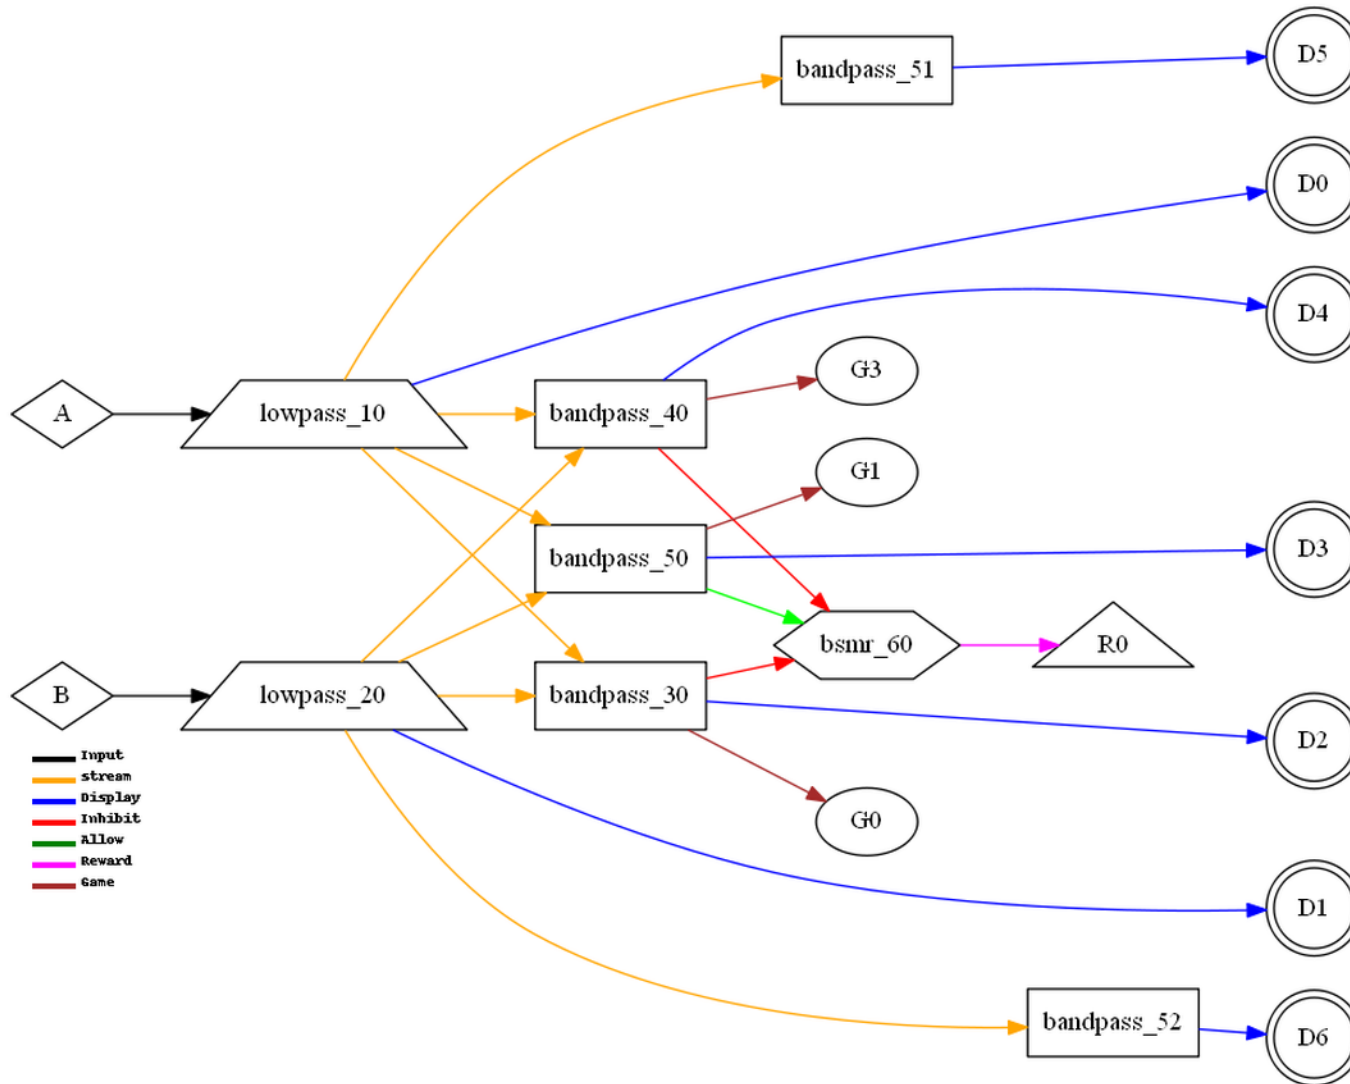 bandpass_51
D5
D0
D4
G3
A
lowpass_10
bandpass_40
G1
bandpass_50
D3
bsmr_60
R0
B
lowpass_20
bandpass_30
D2
Input
stream
Display
Inhibit
Allow
Reward
Game
G0
D1
bandpass_52
D6